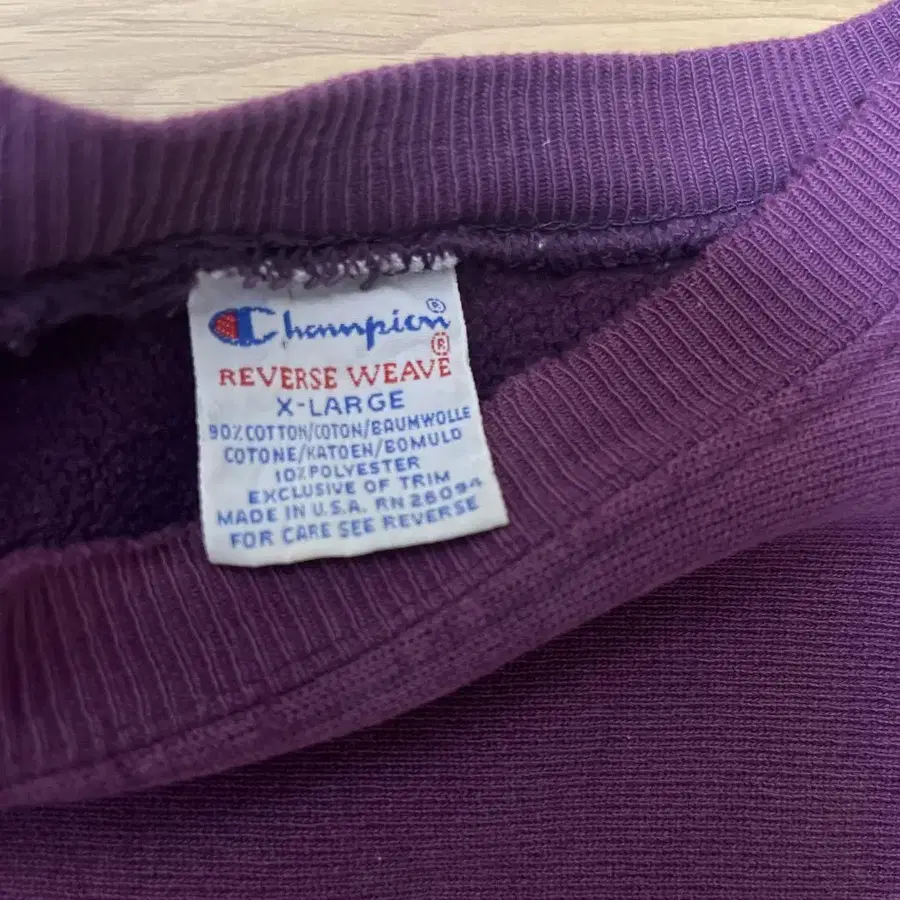 Champion®
®
REVERSE WEAVE
X-LARGE
90% COTTON/COTON/BAUMWOLLE
COTONE/KATOEN/BOMULD
10% POLYESTER
EXCLUSIVE OF TRIM
MADE IN U.S.A. RN 26094
FOR CARE SEE REVERSE